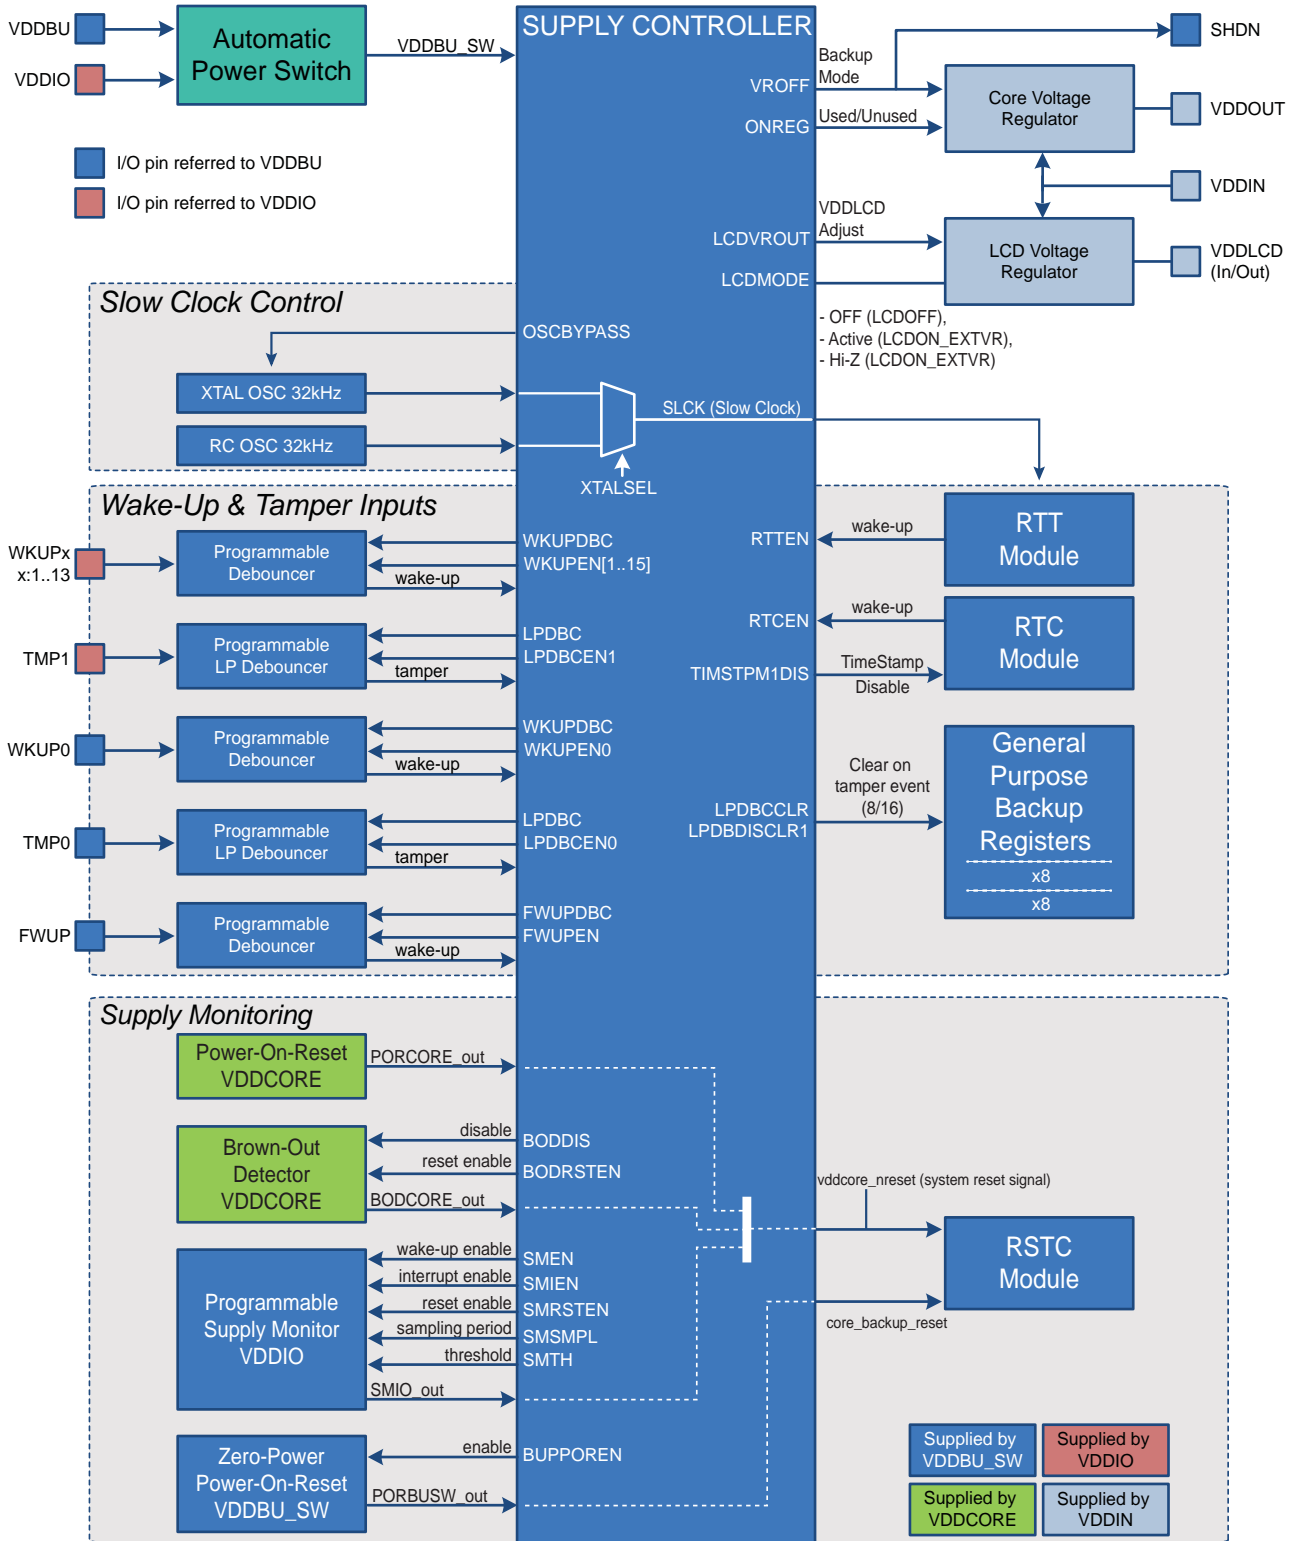 VDDBU
VDDIO
Automatic
Power Switch
VDDBU_SW
SUPPLY CONTROLLER
I/O pin referred to VDDBU
I/O pin referred to VDDIO
VROFF
Backup
Mode
ONREG
Used/Unused
Core Voltage
Regulator
SHDN
VDDOUT
VDDIN
LCDVROUT
VDDLCD
Adjust
LCDMODE
LCD Voltage
Regulator
VDDLCD
(In/Out)
- OFF (LCDOFF),
- Active (LCDON_EXTVR),
- Hi-Z (LCDON_EXTVR)
Slow Clock Control
OSCBYPASS
XTAL OSC 32kHz
RC OSC 32kHz
SLCK (Slow Clock)
XTALSEL
Wake-Up & Tamper Inputs
WKUPx
x:1..13
Programmable
Debouncer
WKUPDBC
WKUPEN[1..15]
wake-up
TMP1
Programmable
LP Debouncer
LPDBC
LPDBCEN1
tamper
WKUP0
Programmable
Debouncer
WKUPDBC
WKUPEN0
wake-up
TMP0
Programmable
LP Debouncer
LPDBC
LPDBCEN0
tamper
FWUP
Programmable
Debouncer
FWUPDBC
FWUPEN
wake-up
RTTEN
wake-up
RTT
Module
RTCEN
wake-up
RTC
Module
TIMSTPM1DIS
TimeStamp
Disable
Clear on
tamper event
(8/16)
LPDBCCLR
LPDBDISCLR1
General
Purpose
Backup
Registers
x8
x8
Supply Monitoring
Power-On-Reset
VDDCORE
PORCORE_out
Brown-Out
Detector
VDDCORE
disable
BODDIS
reset enable
BODRSTEN
BODCORE_out
Programmable
Supply Monitor
VDDIO
wake-up enable
SMEN
interrupt enable
SMIEN
reset enable
SMRSTEN
sampling period
SMSMPL
threshold
SMTH
SMIO_out
Zero-Power
Power-On-Reset
VDDBU_SW
enable
BUPPOREN
PORBUSW_out
vddcore_nreset (system reset signal)
RSTC
Module
core_backup_reset
Supplied by
VDDBU_SW
Supplied by
VDDIO
Supplied by
VDDCORE
Supplied by
VDDIN